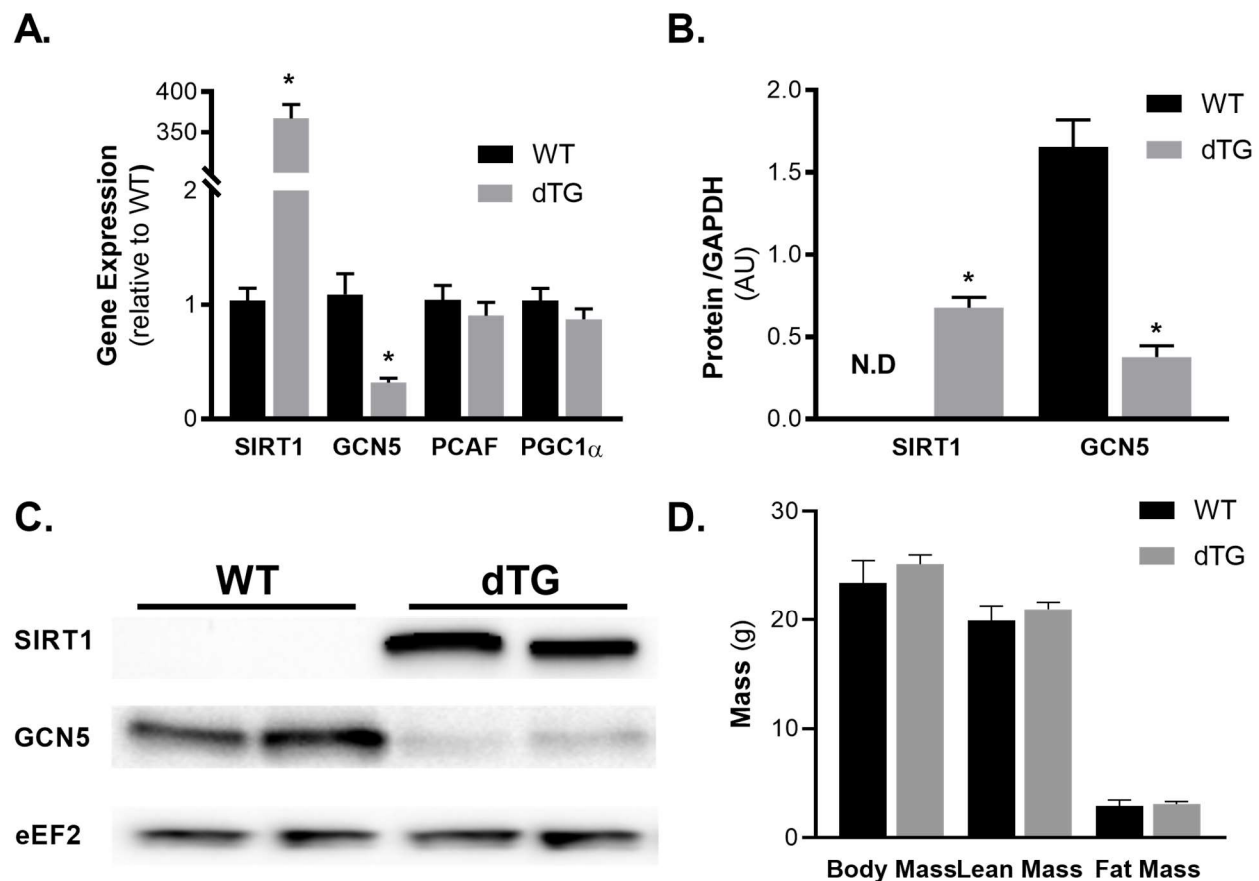 A.
Gene Expression
(relative to WT)
400
350
2
1
0
*
*
WT
dTG
SIRT1 GCN5 PCAF PGC1α
B.
Protein /GAPDH
(AU)
2.0
1.5
1.0
0.5
0.0
N.D
*
*
WT
dTG
SIRT1 GCN5
C.
WT dTG
SIRT1
GCN5
eEF2
D.
Mass (g)
30
20
10
0
WT
dTG
Body Mass Lean Mass Fat Mass